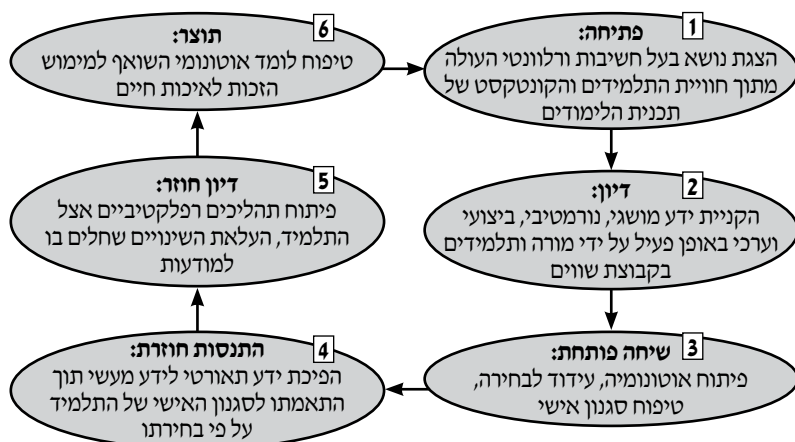 1
פתיחה:
הצגת נושא בעל חשיבות ורלוונטי העולה
מתוך חוויית התלמידים והקונטקסט של
תכנית הלימודים
2
דיון:
הקניית ידע מושגי, נורמטיבי, ביצועי
וערכי באופן פעיל על ידי מורה ותלמידים
בקבוצת שווים
3
שיחה פותחת:
פיתוח אוטונומיה, עידוד לבחירה,
טיפוח סגנון אישי
4
התנסות חוזרת:
הפיכת ידע תאורטי לידע מעשי תוך
התאמתו לסגנון האישי של התלמיד
על פי בחירתו
5
דיון חוזר:
פיתוח תהליכים רפלקטיביים אצל
התלמיד, העלאת השינויים שחלים בו
למודעות
6
תוצר:
טיפוח לומד אוטונומי השואף למימוש
הזכות לאיכות חיים